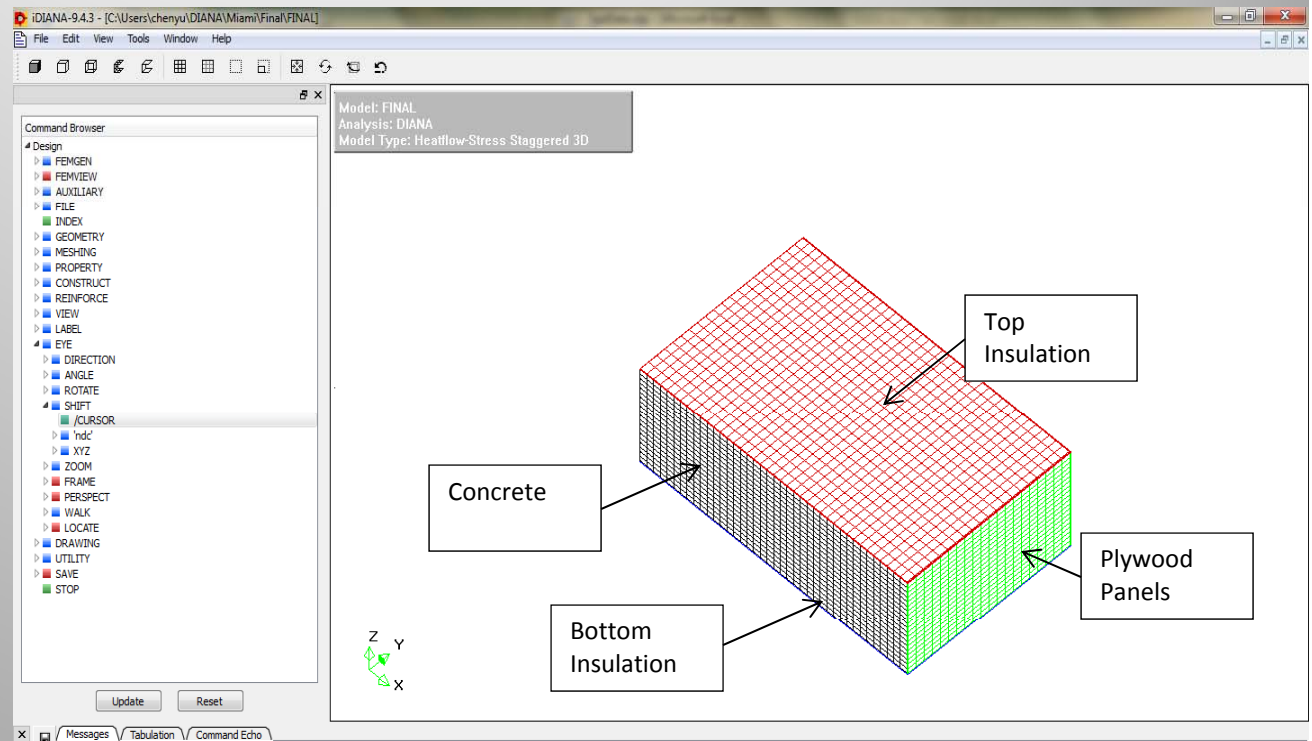 iDIANA-9.4.3 - [C:\Users\chenyu\DIANA\Miami\Final\FINAL]
File Edit View Tools Window Help
Command Browser
Design
FEMGEN
FEMVIEW
AUXILIARY
FILE
INDEX
GEOMETRY
MESHING
PROPERTY
CONSTRUCT
REINFORCE
VIEW
LABEL
EYE
DIRECTION
ANGLE
ROTATE
SHIFT
/CURSOR
'ndc'
XYZ
ZOOM
FRAME
PERSPECT
WALK
LOCATE
DRAWING
UTILITY
SAVE
STOP
Update Reset
Messages Tabulation Command Echo
Model: FINAL
Analysis: DIANA
Model Type: Heatflow-Stress Staggered 3D
Top
Insulation
Concrete
Plywood
Panels
Bottom
Insulation
Z
Y
X